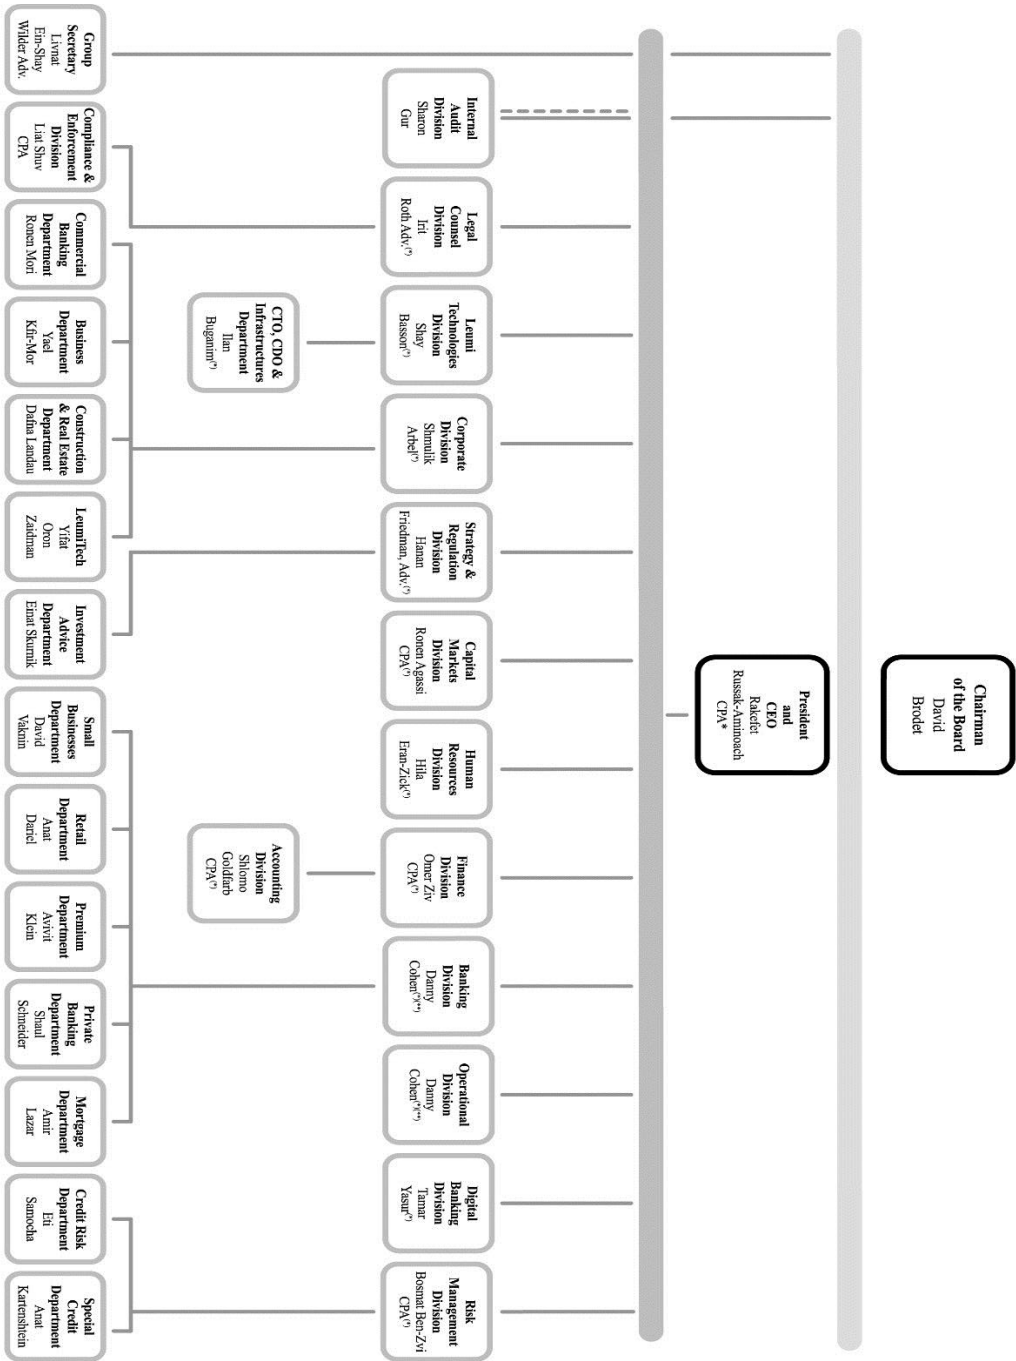 Chairman
of the Board
David
Brodet
President
and
CEO
Rakefet
Russak-Aminoach
CPA*
Internal
Audit
Division
Sharon
Gur
Legal
Counsel
Division
Irit
Roth Adv.(*)
Leumi
Technologies
Division
Shay
Basson(*)
Corporate
Division
Shmulik
Arbel(*)
Strategy &
Regulation
Division
Hanan
Friedman, Adv.(*)
Capital
Markets
Division
Ronen Agassi
CPA(*)
Human
Resources
Division
Hila
Eran-Zick(*)
Finance
Division
Omer Ziv
CPA(*)
Banking
Division
Danny
Cohen(*)(**)
Operational
Division
Danny
Cohen(*)(**)
Digital
Banking
Division
Tamar
Yasur(*)
Risk
Management
Division
Bosmat Ben-Zvi
CPA(*)
CTO, CDO &
Infrastructures
Department
Ilan
Buganim(*)
Accounting
Division
Shlomo
Goldfarb
CPA(*)
Group
Secretary
Livnat
Ein-Shay
Wilder Adv.
Compliance &
Enforcement
Division
Liat Shuv
CPA
Commercial
Banking
Department
Ronen Mori
Business
Department
Yael
Kfir-Mor
Construction
& Real Estate
Department
Dafna Landau
LeumiTech
Yifat
Oron
Zaidman
Investment
Advice
Department
Einat Skurnik
Small
Businesses
Department
David
Vaknin
Retail
Department
Anat
Dariel
Premium
Department
Avivit
Klein
Private
Banking
Department
Shaul
Schneider
Mortgage
Department
Amir
Lazar
Credit Risk
Department
Eti
Samocha
Special
Credit
Department
Anat
Kartenshtein